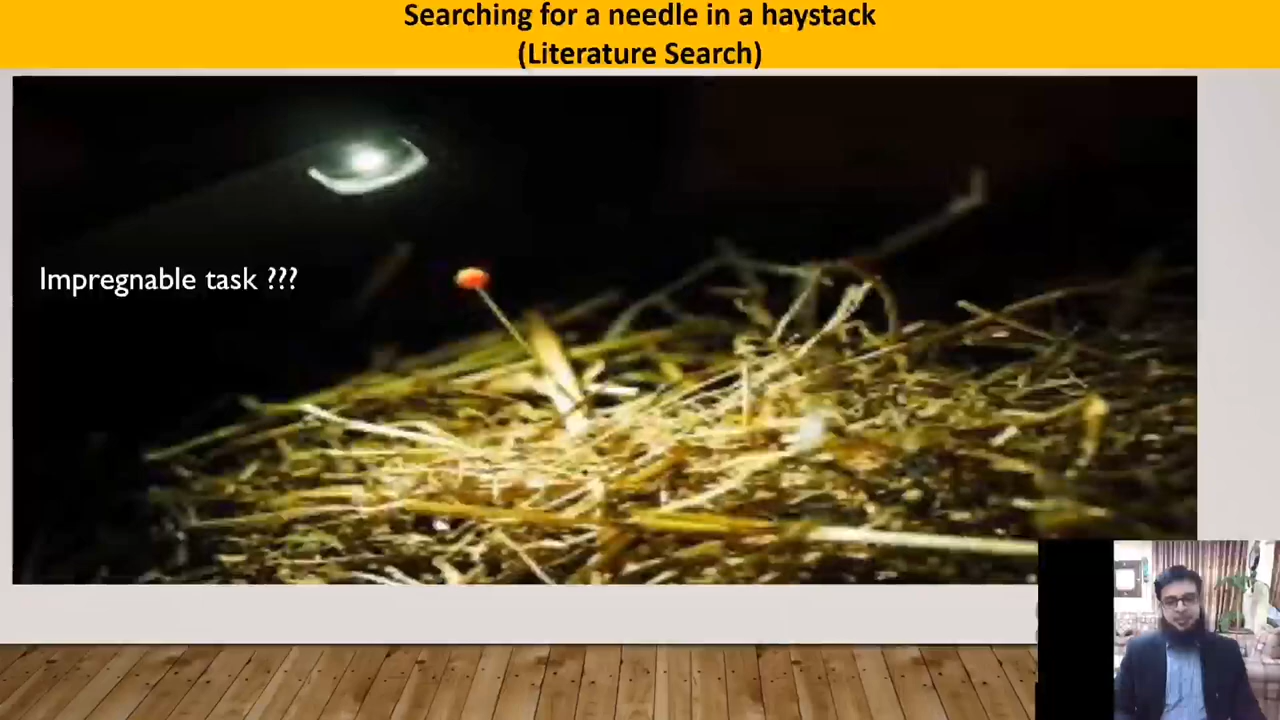 Searching for a needle in a haystack
(Literature Search)
Impregnable task ???